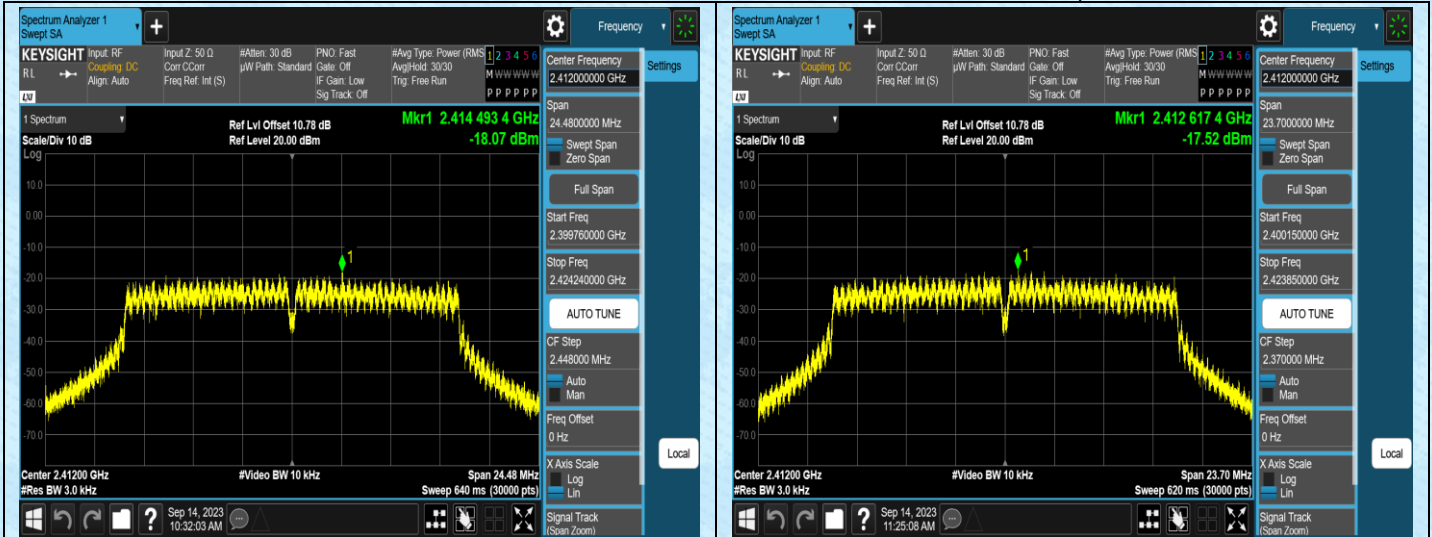 Spectrum Analyzer 1
Swept SA
+
Frequency
KEYSIGHT
RL
LXI
Input: RF
Coupling: DC
Align: Auto
Input Z: 50 Ω
Corr CCorr
Freq Ref: Int (S)
#Atten: 30 dB
µW Path: Standard
PNO: Fast
Gate: Off
IF Gain: Low
Sig Track: Off
#Avg Type: Power (RMS
Avg|Hold: 30/30
Trig: Free Run
1 2 3 4 5 6
M W W W W W
P P P P P P
Center Frequency
2.412000000 GHz
Settings
1 Spectrum
Scale/Div 10 dB
Log
Ref Lvl Offset 10.78 dB
Ref Level 20.00 dBm
Mkr1 2.414 493 4 GHz
-18.07 dBm
Span
24.4800000 MHz
Swept Span
Zero Span
Full Span
Start Freq
2.399760000 GHz
Stop Freq
2.424240000 GHz
AUTO TUNE
CF Step
2.448000 MHz
Auto
Man
Freq Offset
0 Hz
X Axis Scale
Log
Lin
Signal Track
(Span Zoom)
Local
10.0
0.00
-10.0
-20.0
-30.0
-40.0
-50.0
-60.0
-70.0
1
Center 2.41200 GHz
#Res BW 3.0 kHz
#Video BW 10 kHz
Span 24.48 MHz
Sweep 640 ms (30000 pts)
?
Sep 14, 2023
10:32:03 AM
Spectrum Analyzer 1
Swept SA
+
Frequency
KEYSIGHT
RL
LXI
Input: RF
Coupling: DC
Align: Auto
Input Z: 50 Ω
Corr CCorr
Freq Ref: Int (S)
#Atten: 30 dB
µW Path: Standard
PNO: Fast
Gate: Off
IF Gain: Low
Sig Track: Off
#Avg Type: Power (RMS
Avg|Hold: 30/30
Trig: Free Run
1 2 3 4 5 6
M W W W W W
P P P P P P
Center Frequency
2.412000000 GHz
Settings
1 Spectrum
Scale/Div 10 dB
Log
Ref Lvl Offset 10.78 dB
Ref Level 20.00 dBm
Mkr1 2.412 617 4 GHz
-17.52 dBm
Span
23.7000000 MHz
Swept Span
Zero Span
Full Span
Start Freq
2.400150000 GHz
Stop Freq
2.423850000 GHz
AUTO TUNE
CF Step
2.370000 MHz
Auto
Man
Freq Offset
0 Hz
X Axis Scale
Log
Lin
Signal Track
(Span Zoom)
Local
10.0
0.00
-10.0
-20.0
-30.0
-40.0
-50.0
-60.0
-70.0
1
Center 2.41200 GHz
#Res BW 3.0 kHz
#Video BW 10 kHz
Span 23.70 MHz
Sweep 620 ms (30000 pts)
?
Sep 14, 2023
11:25:08 AM